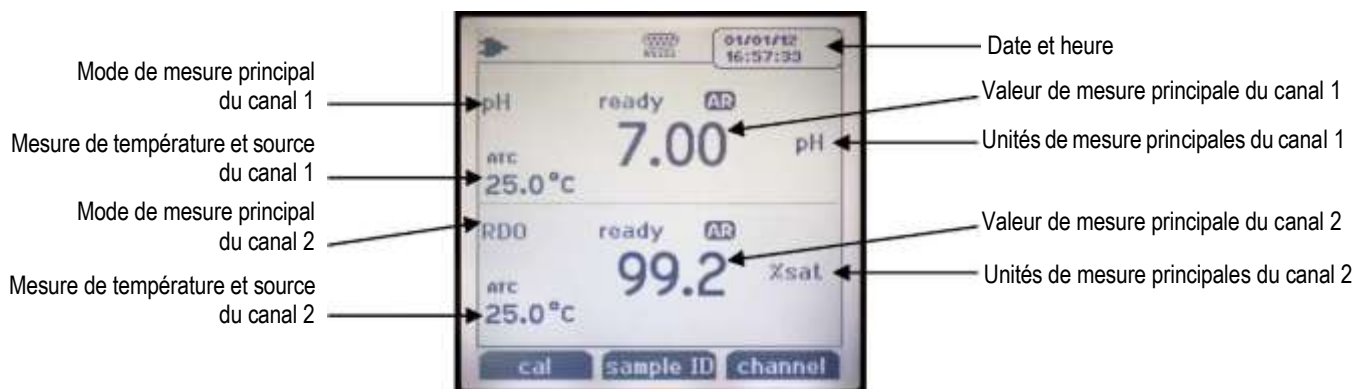 Mode de mesure principal
du canal 1
Mesure de température et source
du canal 1
Mode de mesure principal
du canal 2
Mesure de température et source
du canal 2
01/01/12
16:57:33
pH ready AR
7.00 pH
ATC
25.0°C
RDO ready AR
99.2 %sat
ATC
25.0°C
cal sample ID channel
Date et heure
Valeur de mesure principale du canal 1
Unités de mesure principales du canal 1
Valeur de mesure principale du canal 2
Unités de mesure principales du canal 2